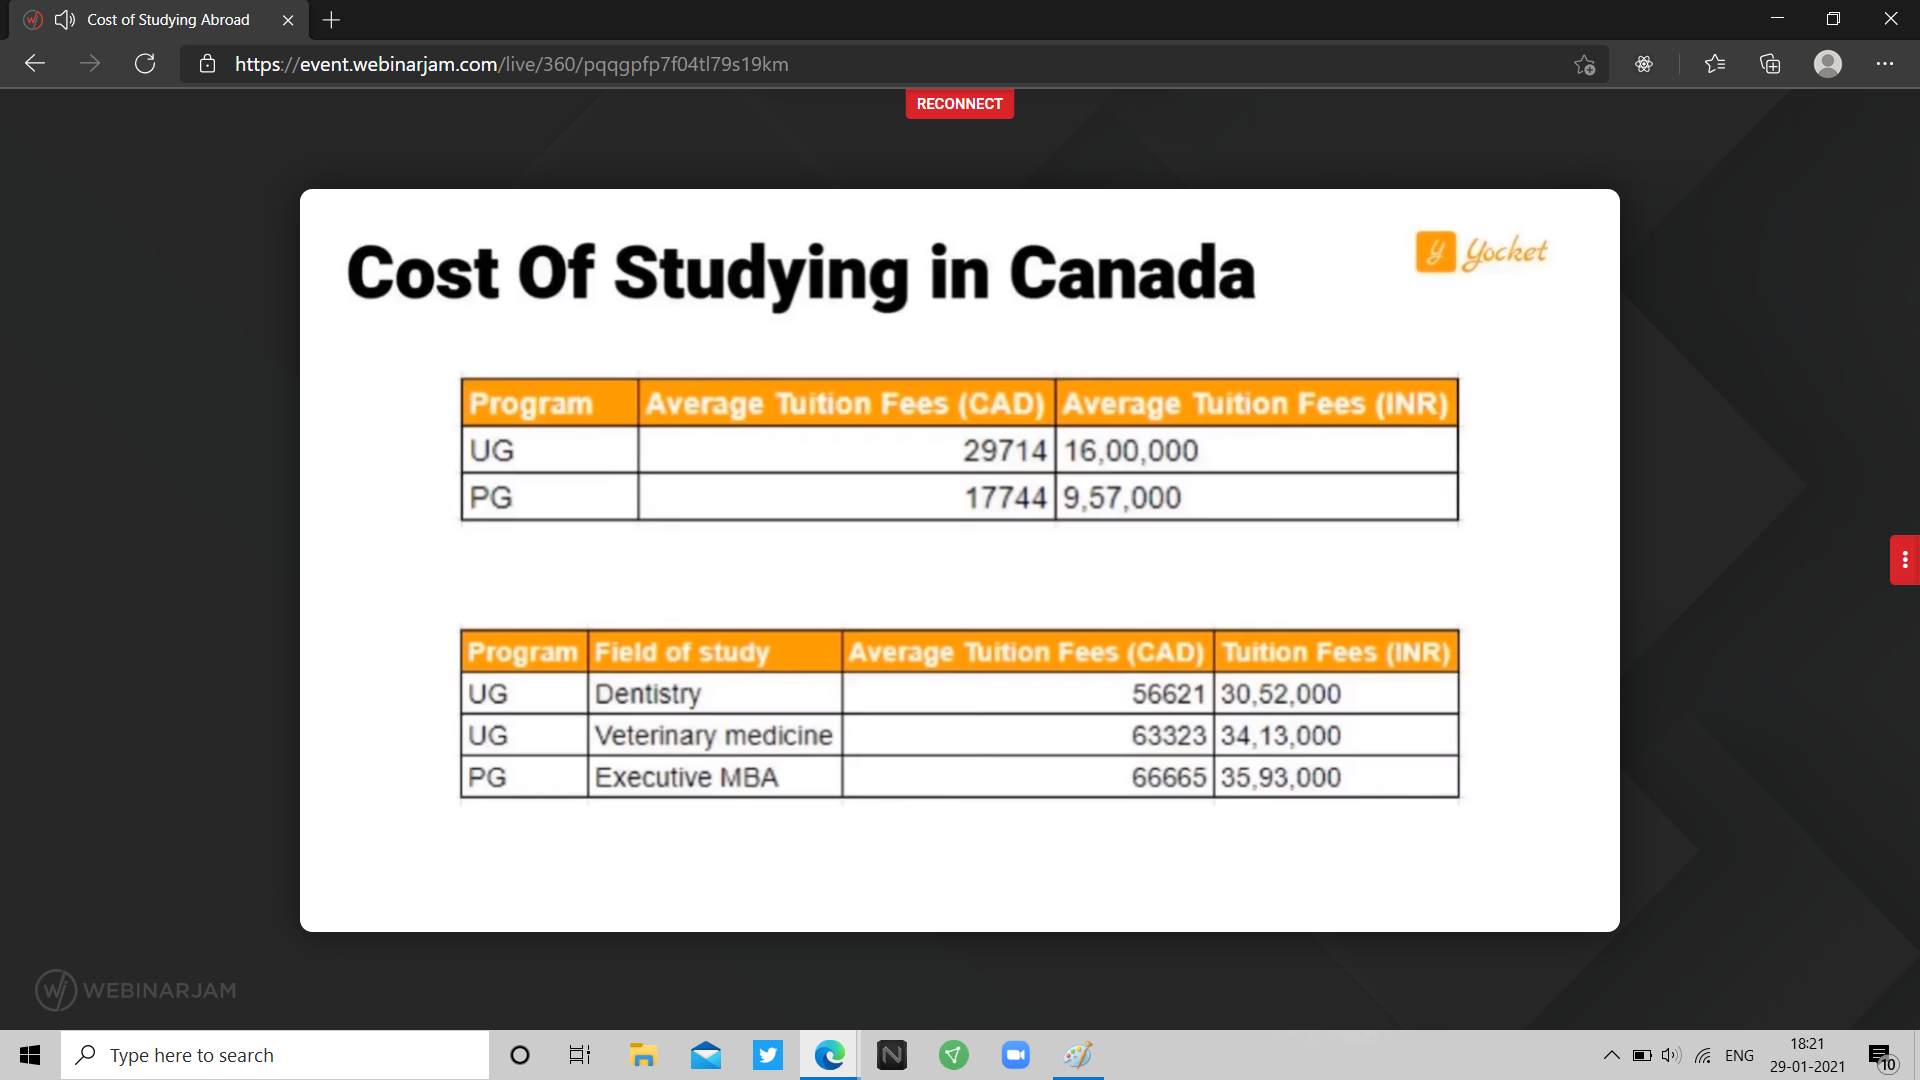 Cost of Studying Abroad
https://event.webinarjam.com/live/360/pqqgpfp7f04tl79s19km
RECONNECT
Cost Of Studying in Canada
y Yocket
Program Average Tuition Fees (CAD) Average Tuition Fees (INR)
UG 29714 16,00,000
PG 17744 9,57,000
Program Field of study Average Tuition Fees (CAD) Tuition Fees (INR)
UG Dentistry 56621 30,52,000
UG Veterinary medicine 63323 34,13,000
PG Executive MBA 66665 35,93,000
WEBINARJAM
Type here to search
N
ENG
18:21
29-01-2021
10